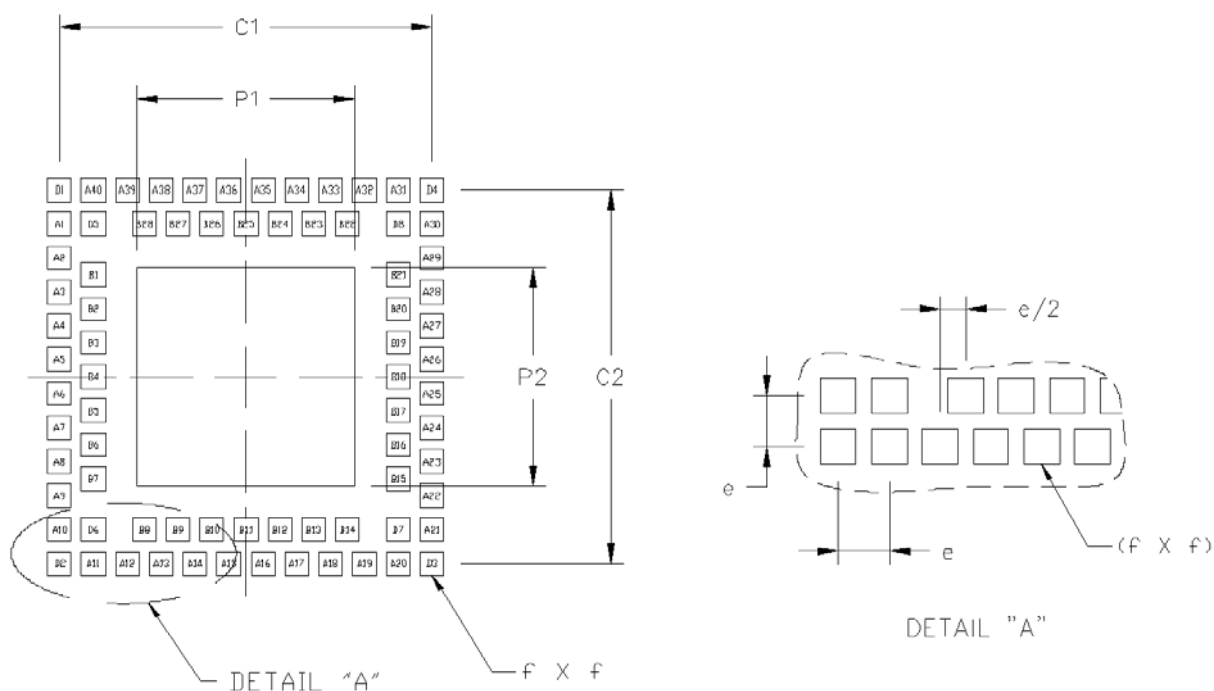 C1
P1
D1 A40 A39 A38 A37 A36 A35 A34 A33 A32 A31 D4
A1 D5 B28 B27 B26 B25 B24 B23 B22 D8 A30
A2 A29
B1 B21
A3 A28
B2 B20
A4 A27
B3 B19
A5 A26
B4 B18
A6 A25
B5 B17
A7 A24
B6 B16
A8 A23
B7 B15
A9 A22
A10 D6 B8 B9 B10 B11 B12 B13 B14 D7 A21
D2 A11 A12 A13 A14 A15 A16 A17 A18 A19 A20 D3
P2
C2
DETAIL "A"
f X f
e/2
e
e
(f X f)
DETAIL "A"